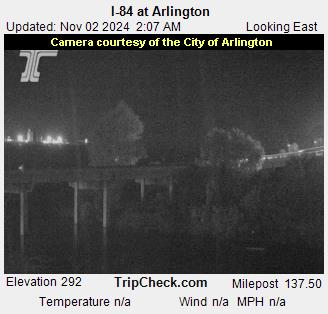 I-84 at Arlington
Updated: Nov 02 2024 2:07 AM Looking East
Camera courtesy of the City of Arlington
Elevation 292 TripCheck.com Milepost 137.50
Temperature n/a Wind n/a MPH n/a